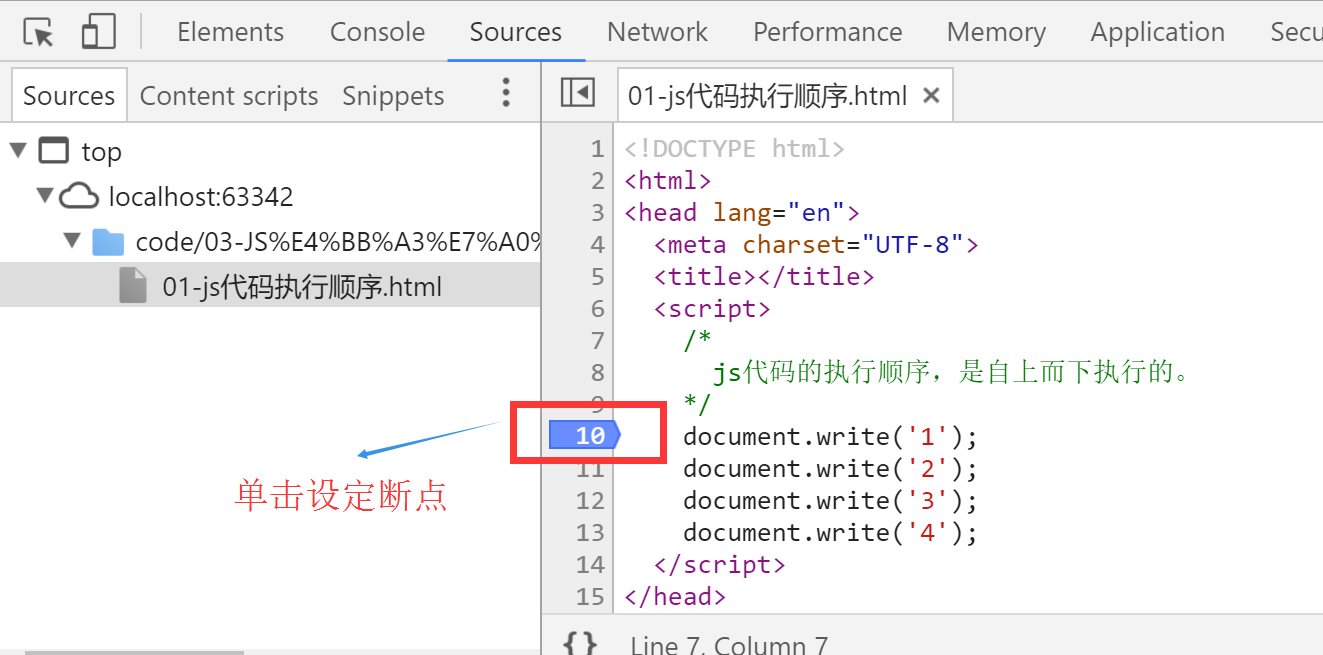 Elements Console Sources Network Performance Memory Application Secu
Sources Content scripts Snippets
01-js代码执行顺序.html ×
top
localhost:63342
code/03-JS%E4%BB%A3%E7%A0%
01-js代码执行顺序.html
1 <!DOCTYPE html>
2 <html>
3 <head lang="en">
4 <meta charset="UTF-8">
5 <title></title>
6 <script>
7 /*
8 js代码的执行顺序，是自上而下执行的。
9 */
10 document.write('1');
11 document.write('2');
12 document.write('3');
13 document.write('4');
14 </script>
15 </head>
单击设定断点
{} Line 7, Column 7